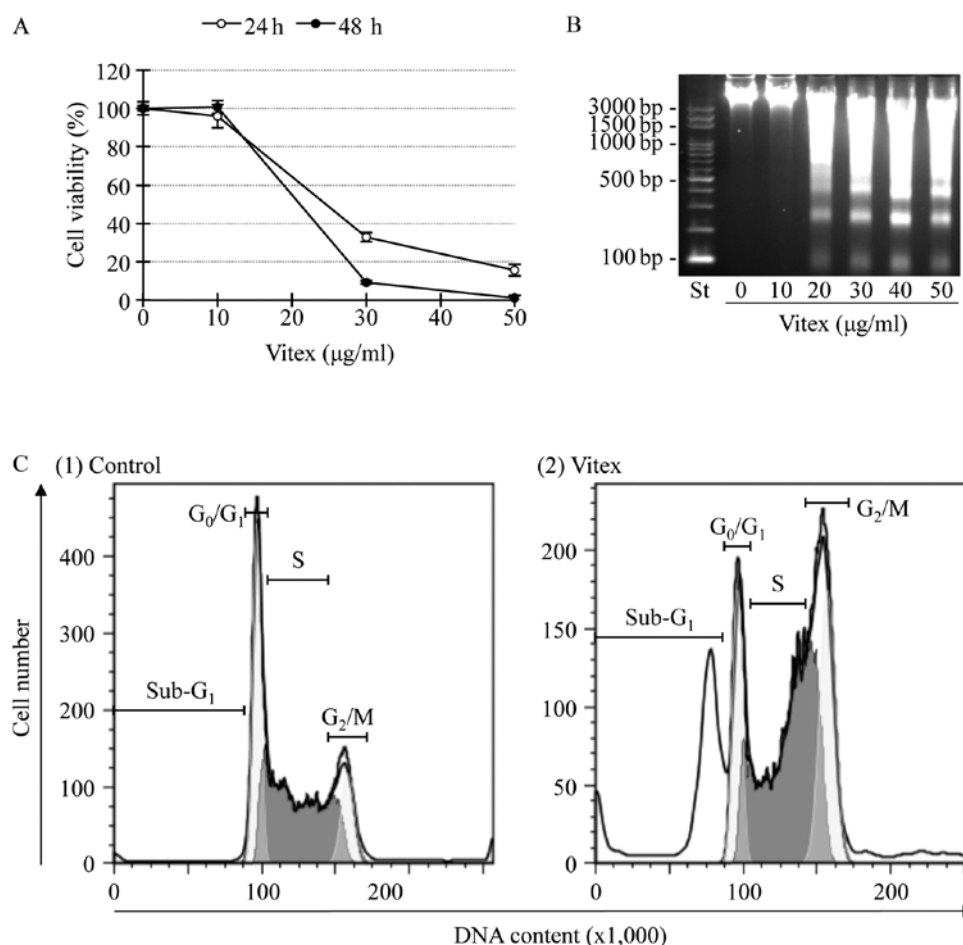 A
24 h 48 h
120
100
80
60
40
20
0
Cell viability (%)
0 10 20 30 40 50
Vitex (μg/ml)
B
3000 bp -
1500 bp -
1000 bp -
500 bp -
100 bp -
St 0 10 20 30 40 50
Vitex (μg/ml)
C (1) Control
G0/G1
S
Sub-G1
G2/M
400
300
200
100
0
Cell number
0 100 200
(2) Vitex
G0/G1
G2/M
S
Sub-G1
200
150
100
50
0
0 100 200
DNA content (x1,000)